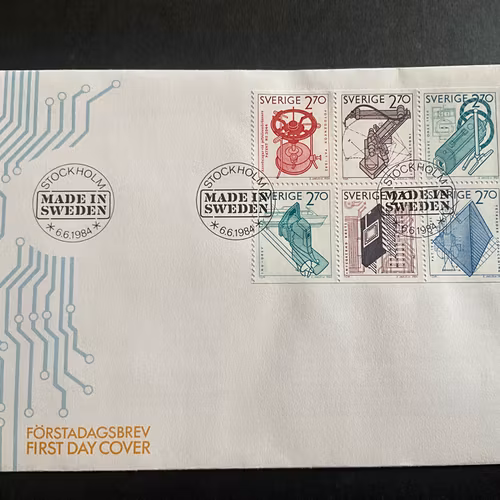 SVERIGE 2.70
SVERIGE 2.70
SVERIGE 2.70
STOCKHOLM
MADE IN
SWEDEN
6.6.1984
STOCKHOLM
MADE IN
SWEDEN
6.6.1984
STOCKHOLM
MADE IN
SWEDEN
6.6.1984
SVERIGE 2.70
2.70
2.70
FÖRSTADAGSBREV
FIRST DAY COVER